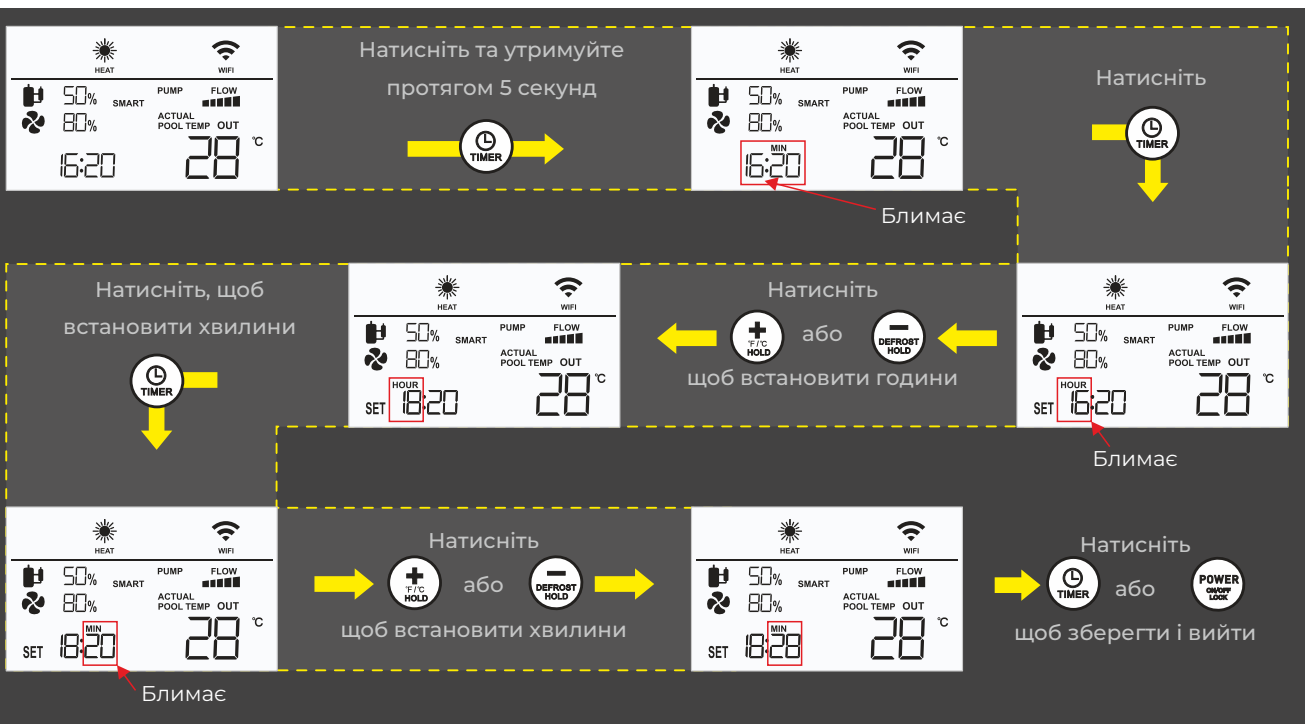 HEAT
WIFI
50%
SMART
PUMP
FLOW
80%
ACTUAL
POOL TEMP OUT
16:20
28 °C
Натисніть та утримуйте
протягом 5 секунд
TIMER
HEAT
WIFI
50%
SMART
PUMP
FLOW
80%
ACTUAL
POOL TEMP OUT
MIN
16:20
28 °C
Блимає
Натисніть
TIMER
HEAT
WIFI
50%
SMART
PUMP
FLOW
80%
ACTUAL
POOL TEMP OUT
HOUR
SET 16:20
28 °C
Блимає
Натисніть
°F/°C
HOLD
або
DEFROST
HOLD
щоб встановити години
HEAT
WIFI
50%
SMART
PUMP
FLOW
80%
ACTUAL
POOL TEMP OUT
HOUR
SET 18:20
28 °C
Натисніть, щоб
встановити хвилини
TIMER
HEAT
WIFI
50%
SMART
PUMP
FLOW
80%
ACTUAL
POOL TEMP OUT
MIN
SET 18:20
28 °C
Блимає
Натисніть
°F/°C
HOLD
або
DEFROST
HOLD
щоб встановити хвилини
HEAT
WIFI
50%
SMART
PUMP
FLOW
80%
ACTUAL
POOL TEMP OUT
MIN
SET 18:28
28 °C
Натисніть
TIMER
або
POWER
ON/OFF
LOCK
щоб зберегти і вийти